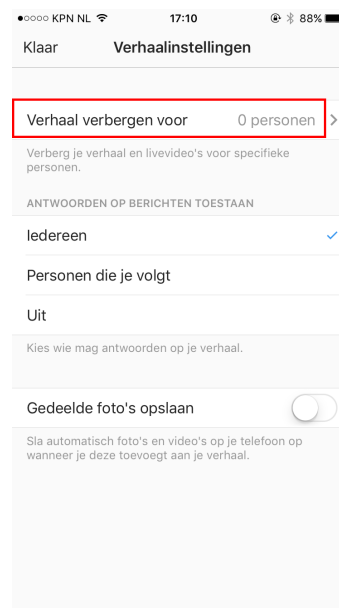 KPN NL 17:10 88%
Klaar Verhaalinstellingen
Verhaal verbergen voor 0 personen
Verberg je verhaal en livevideo's voor specifieke
personen.
ANTWOORDEN OP BERICHTEN TOESTAAN
Iedereen
Personen die je volgt
Uit
Kies wie mag antwoorden op je verhaal.
Gedeelde foto's opslaan
Sla automatisch foto's en video's op je telefoon op
wanneer je deze toevoegt aan je verhaal.